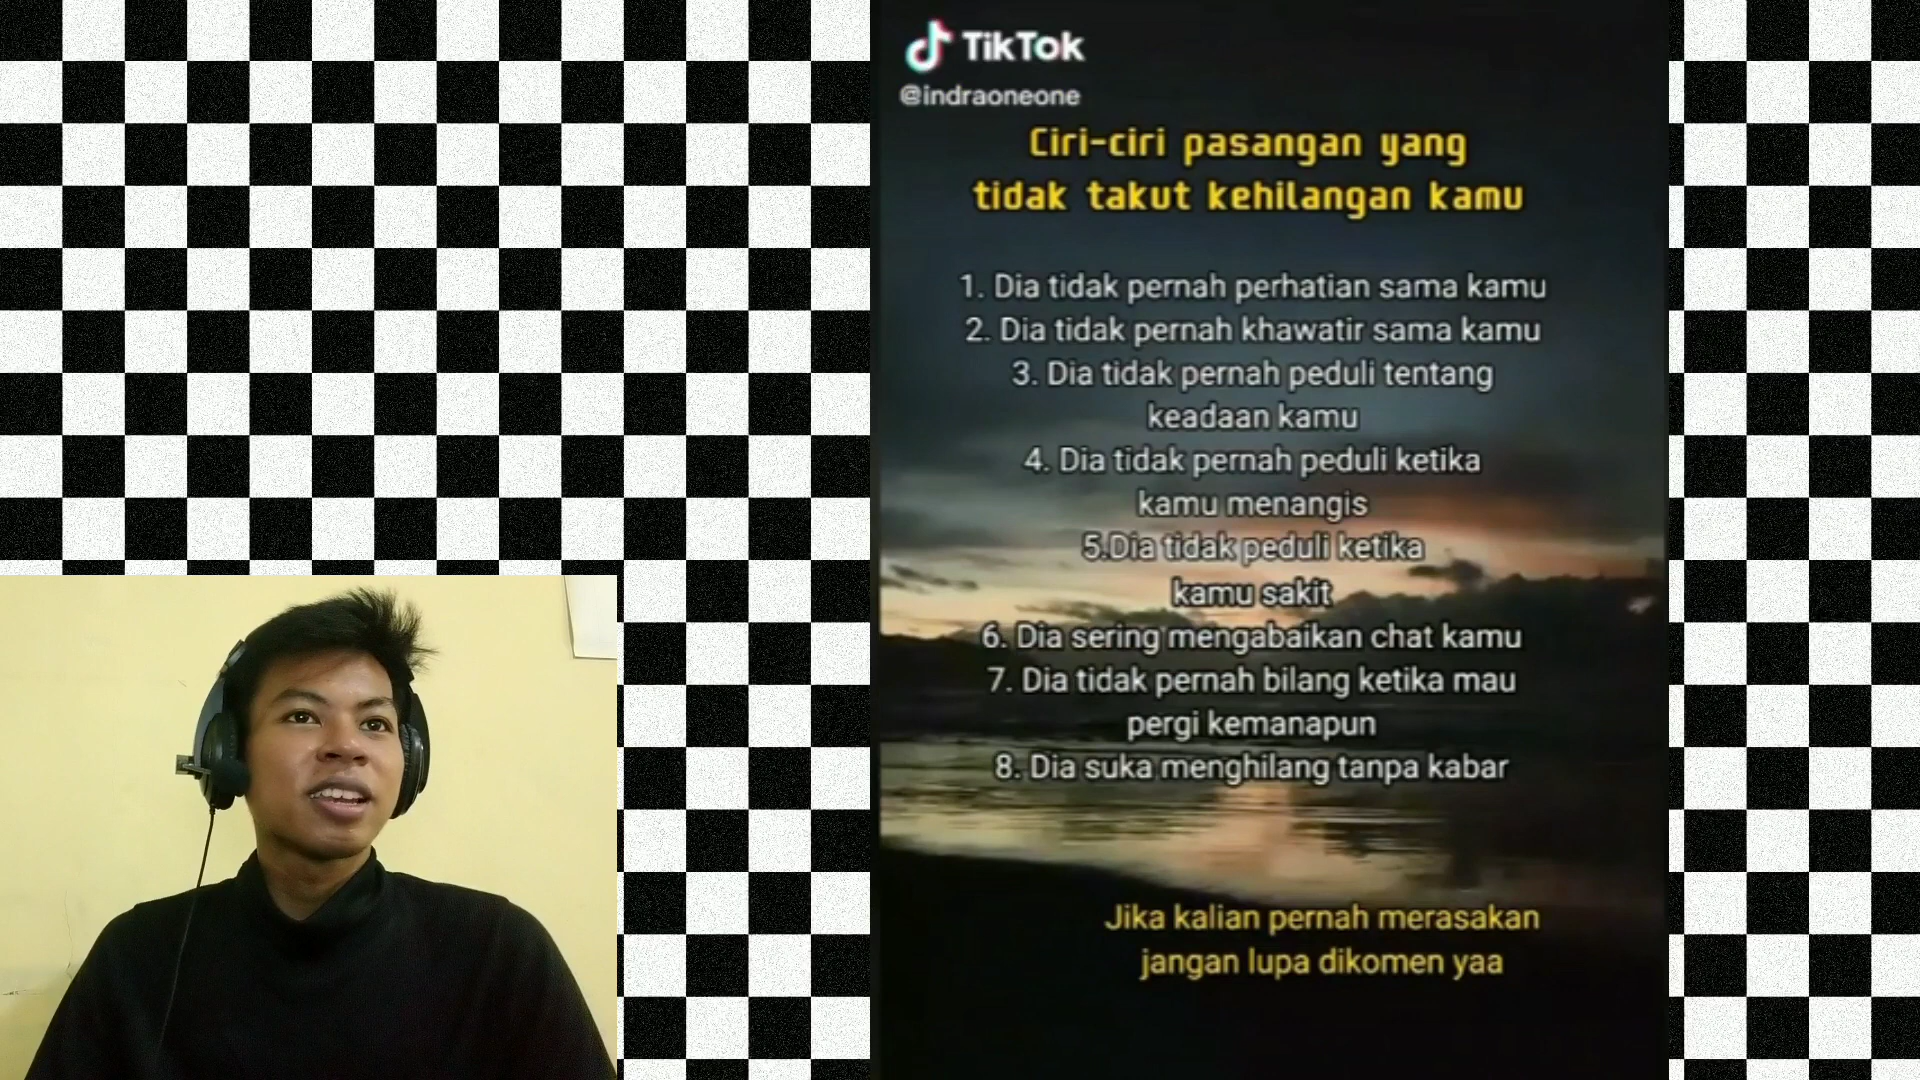 TikTok
@indraoneone
Ciri-ciri pasangan yang
tidak takut kehilangan kamu
1. Dia tidak pernah perhatian sama kamu
2. Dia tidak pernah khawatir sama kamu
3. Dia tidak pernah peduli tentang
keadaan kamu
4. Dia tidak pernah peduli ketika
kamu menangis
5.Dia tidak peduli ketika
kamu sakit
6. Dia sering mengabaikan chat kamu
7. Dia tidak pernah bilang ketika mau
pergi kemanapun
8. Dia suka menghilang tanpa kabar
Jika kalian pernah merasakan
jangan lupa dikomen yaa